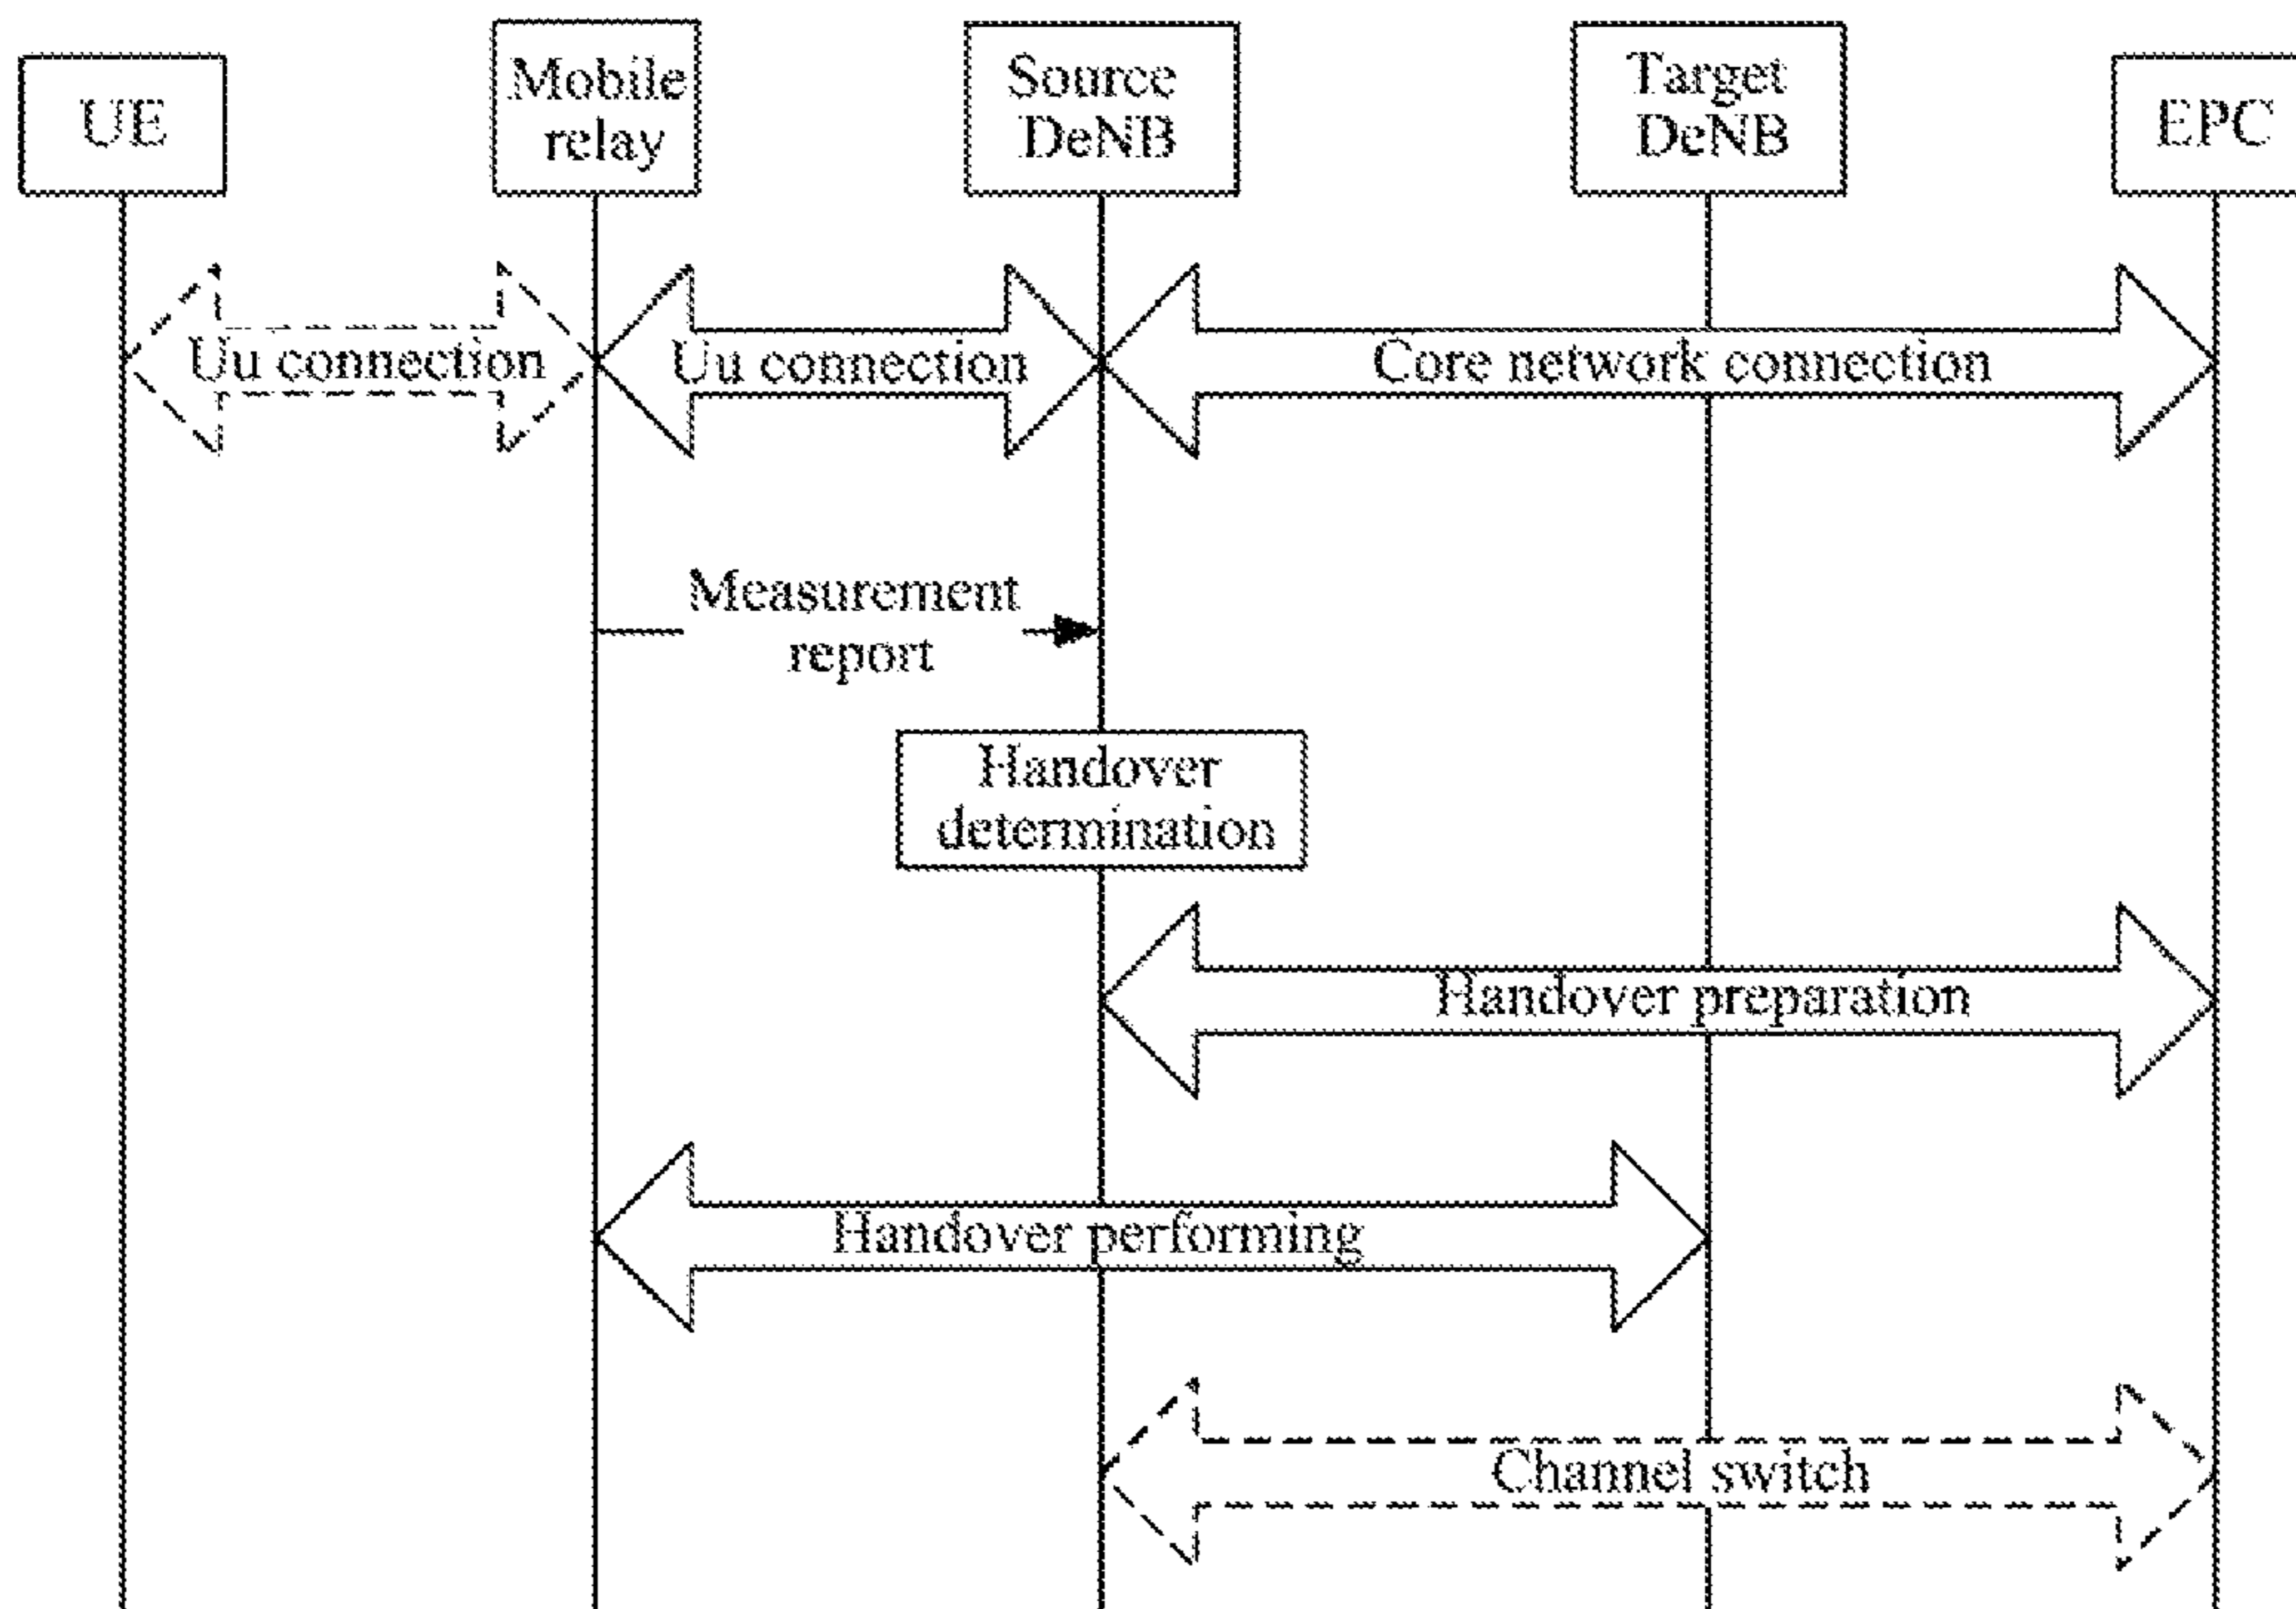 UE
Mobile
relay
Source
DeNB
Target
DeNB
EPC
Uu connection
Uu connection
Core network connection
Measurement
report
Handover
determination
Handover preparation
Handover performing
Channel switch